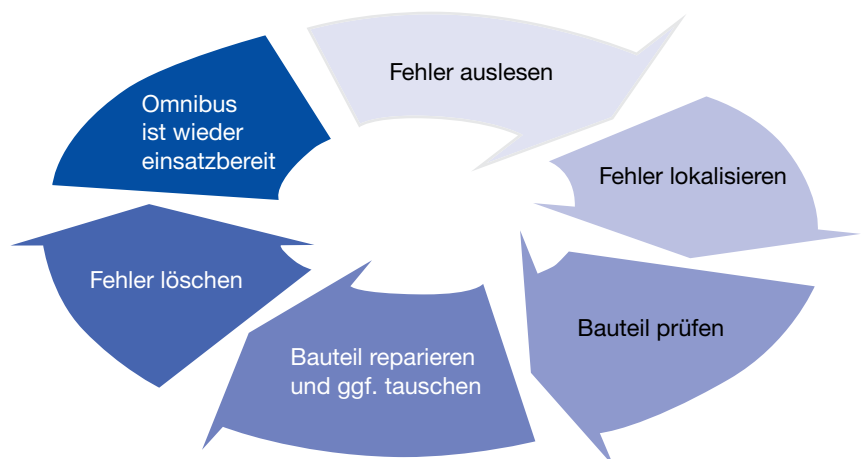 Fehler auslesen
Fehler lokalisieren
Bauteil prüfen
Bauteil reparieren
und ggf. tauschen
Fehler löschen
Omnibus
ist wieder
einsatzbereit